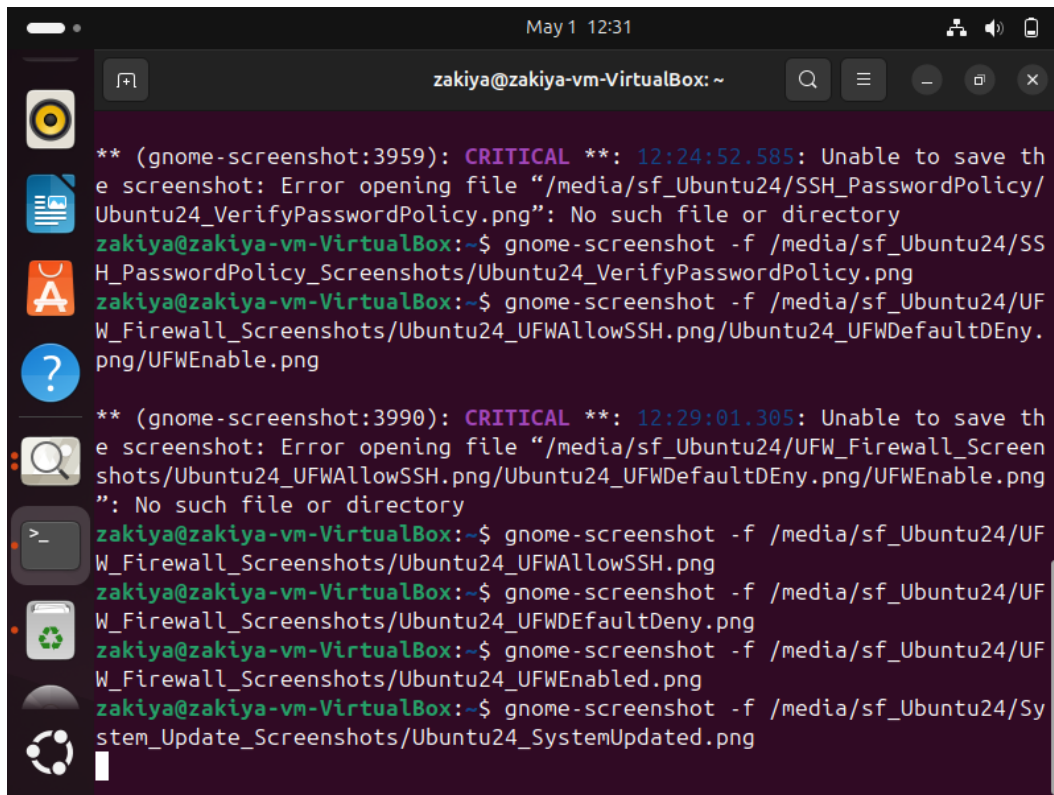 May 1 12:31
zakiya@zakiya-vm-VirtualBox: ~
** (gnome-screenshot:3959): CRITICAL **: 12:24:52.585: Unable to save th
e screenshot: Error opening file “/media/sf_Ubuntu24/SSH_PasswordPolicy/
Ubuntu24_VerifyPasswordPolicy.png”: No such file or directory
zakiya@zakiya-vm-VirtualBox:~$ gnome-screenshot -f /media/sf_Ubuntu24/SS
H_PasswordPolicy_Screenshots/Ubuntu24_VerifyPasswordPolicy.png
zakiya@zakiya-vm-VirtualBox:~$ gnome-screenshot -f /media/sf_Ubuntu24/UF
W_Firewall_Screenshots/Ubuntu24_UFWAllowSSH.png/Ubuntu24_UFWDefaultDEny.
png/UFWEnable.png
** (gnome-screenshot:3990): CRITICAL **: 12:29:01.305: Unable to save th
e screenshot: Error opening file “/media/sf_Ubuntu24/UFW_Firewall_Screen
shots/Ubuntu24_UFWAllowSSH.png/Ubuntu24_UFWDefaultDEny.png/UFWEnable.png
”: No such file or directory
zakiya@zakiya-vm-VirtualBox:~$ gnome-screenshot -f /media/sf_Ubuntu24/UF
W_Firewall_Screenshots/Ubuntu24_UFWAllowSSH.png
zakiya@zakiya-vm-VirtualBox:~$ gnome-screenshot -f /media/sf_Ubuntu24/UF
W_Firewall_Screenshots/Ubuntu24_UFWDEfaultDeny.png
zakiya@zakiya-vm-VirtualBox:~$ gnome-screenshot -f /media/sf_Ubuntu24/UF
W_Firewall_Screenshots/Ubuntu24_UFWEnabled.png
zakiya@zakiya-vm-VirtualBox:~$ gnome-screenshot -f /media/sf_Ubuntu24/Sy
stem_Update_Screenshots/Ubuntu24_SystemUpdated.png